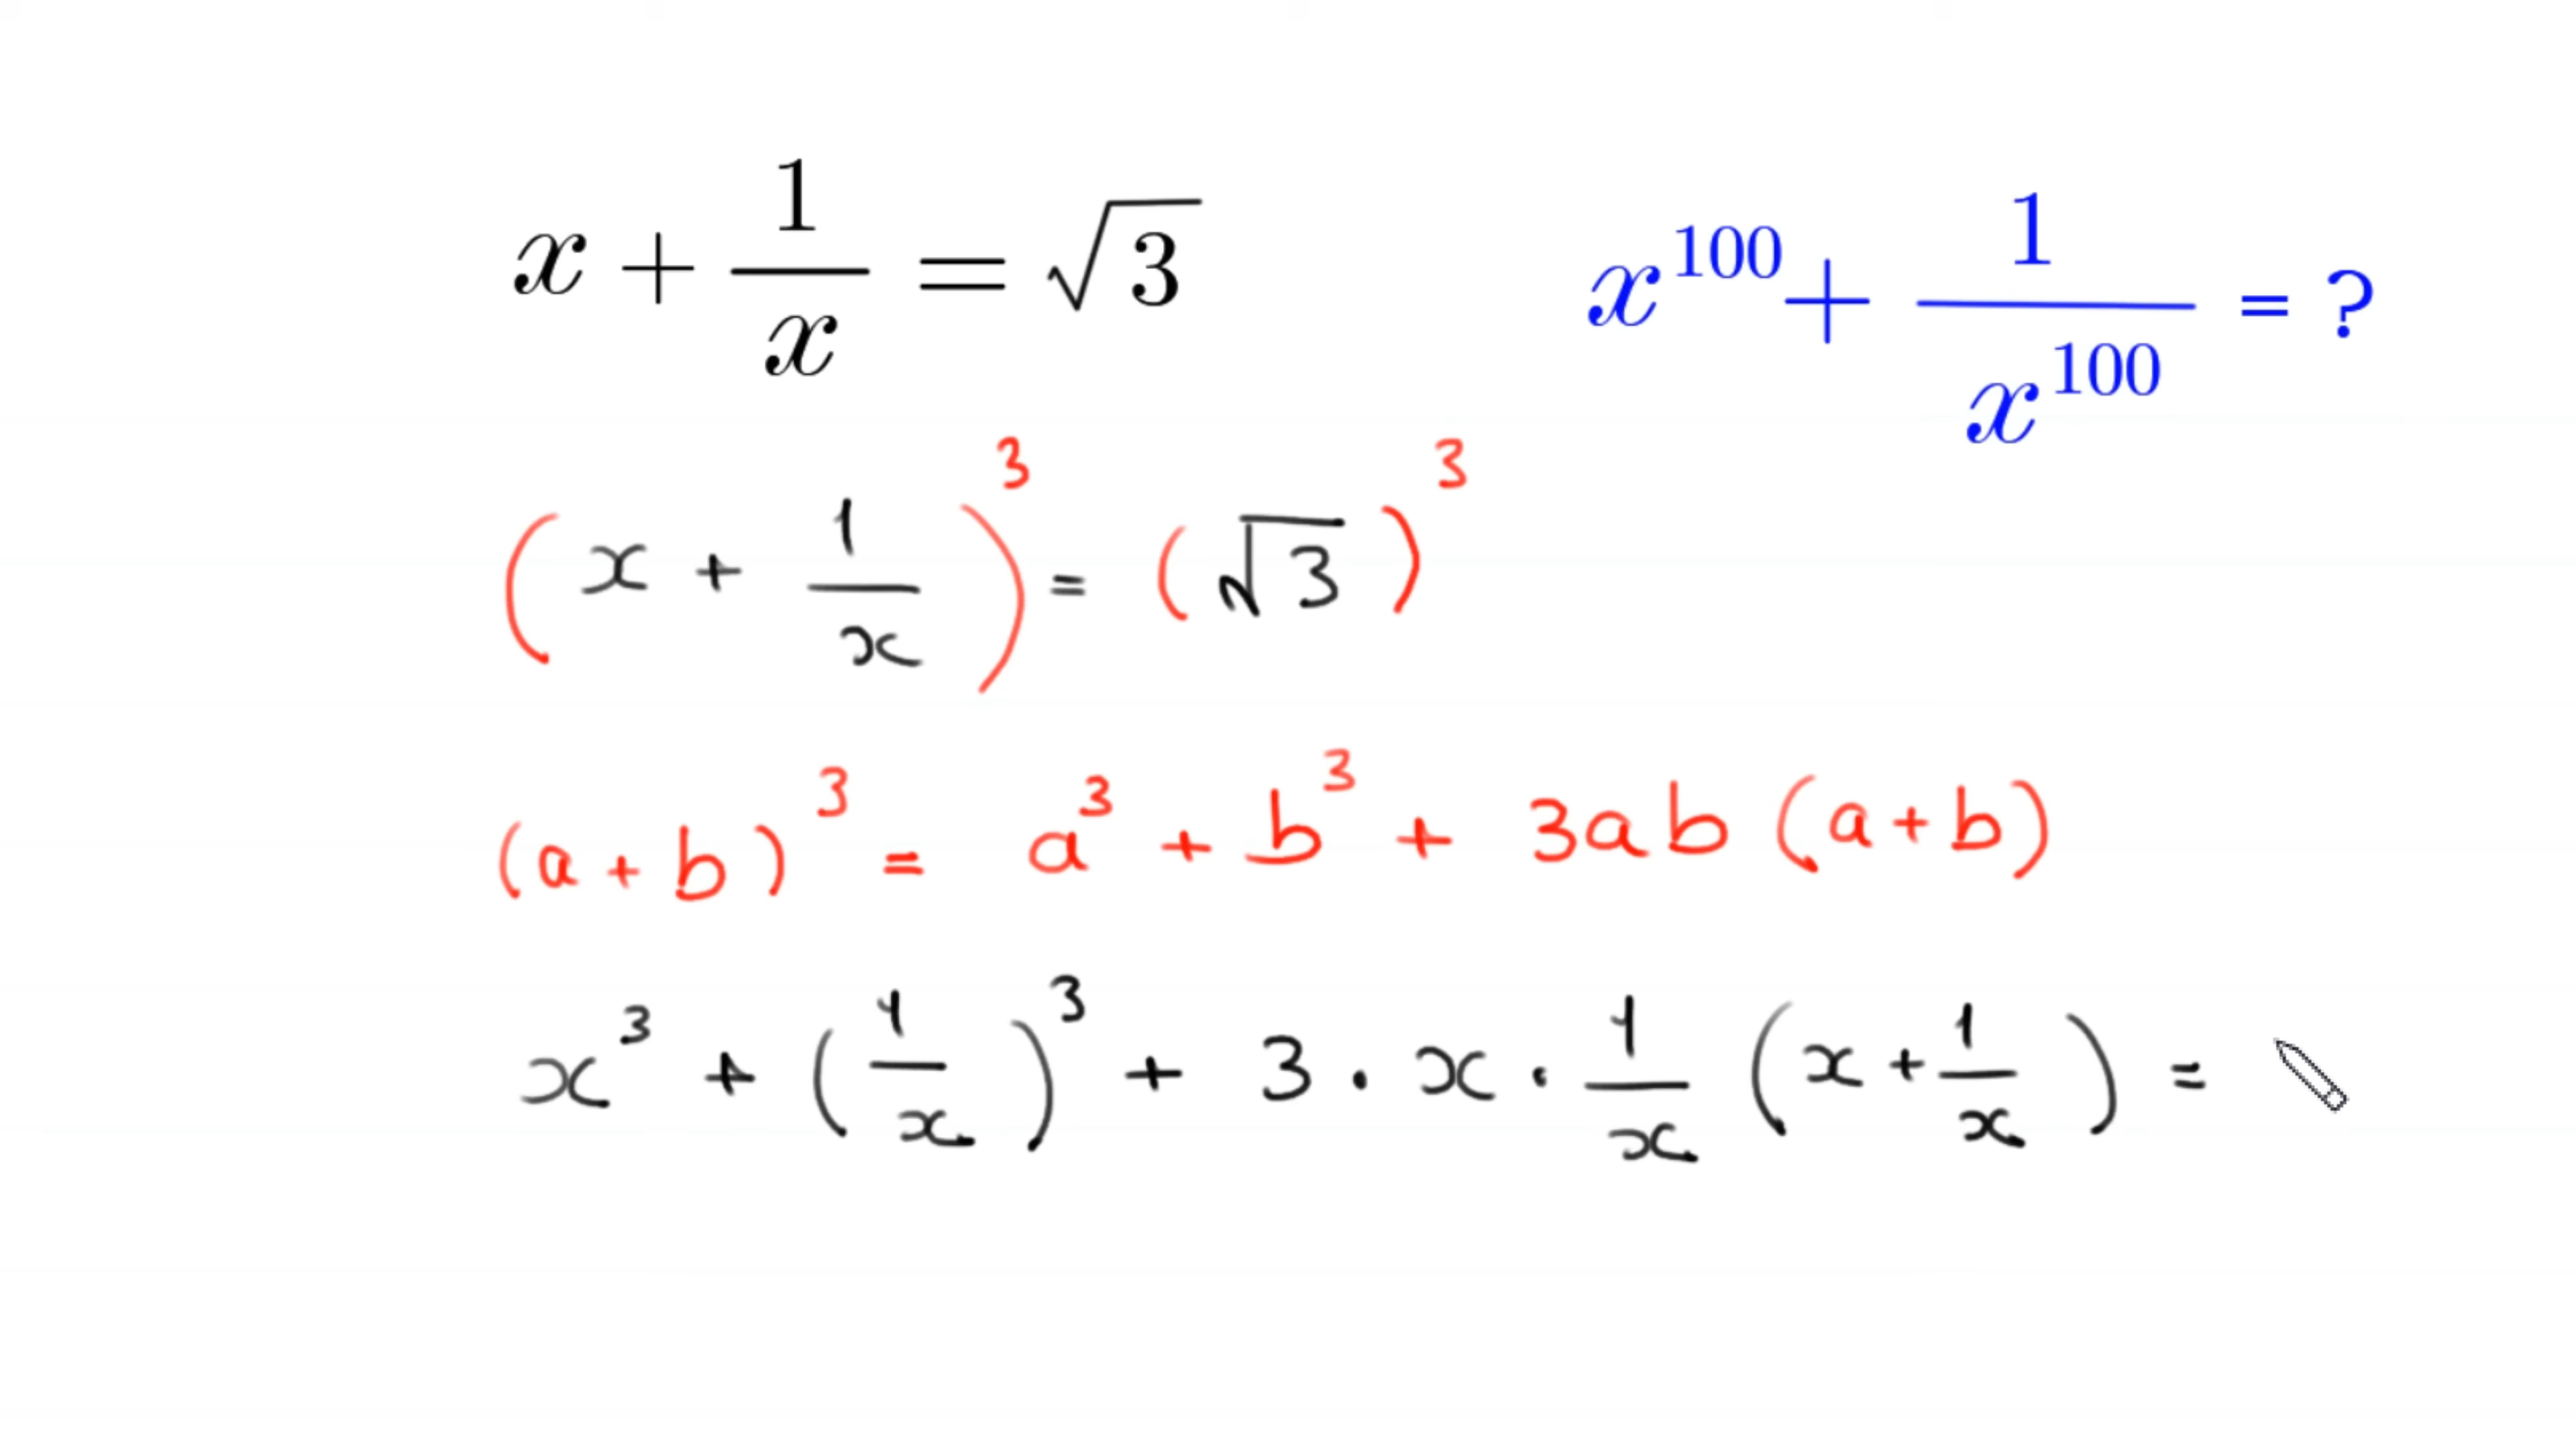 x + 1/x = √3
x^100 + 1/x^100 = ?
(x + 1/x)^3 = (√3)^3
(a + b)^3 = a^3 + b^3 + 3ab(a+b)
x^3 + (1/x)^3 + 3 · x · 1/x (x + 1/x) =